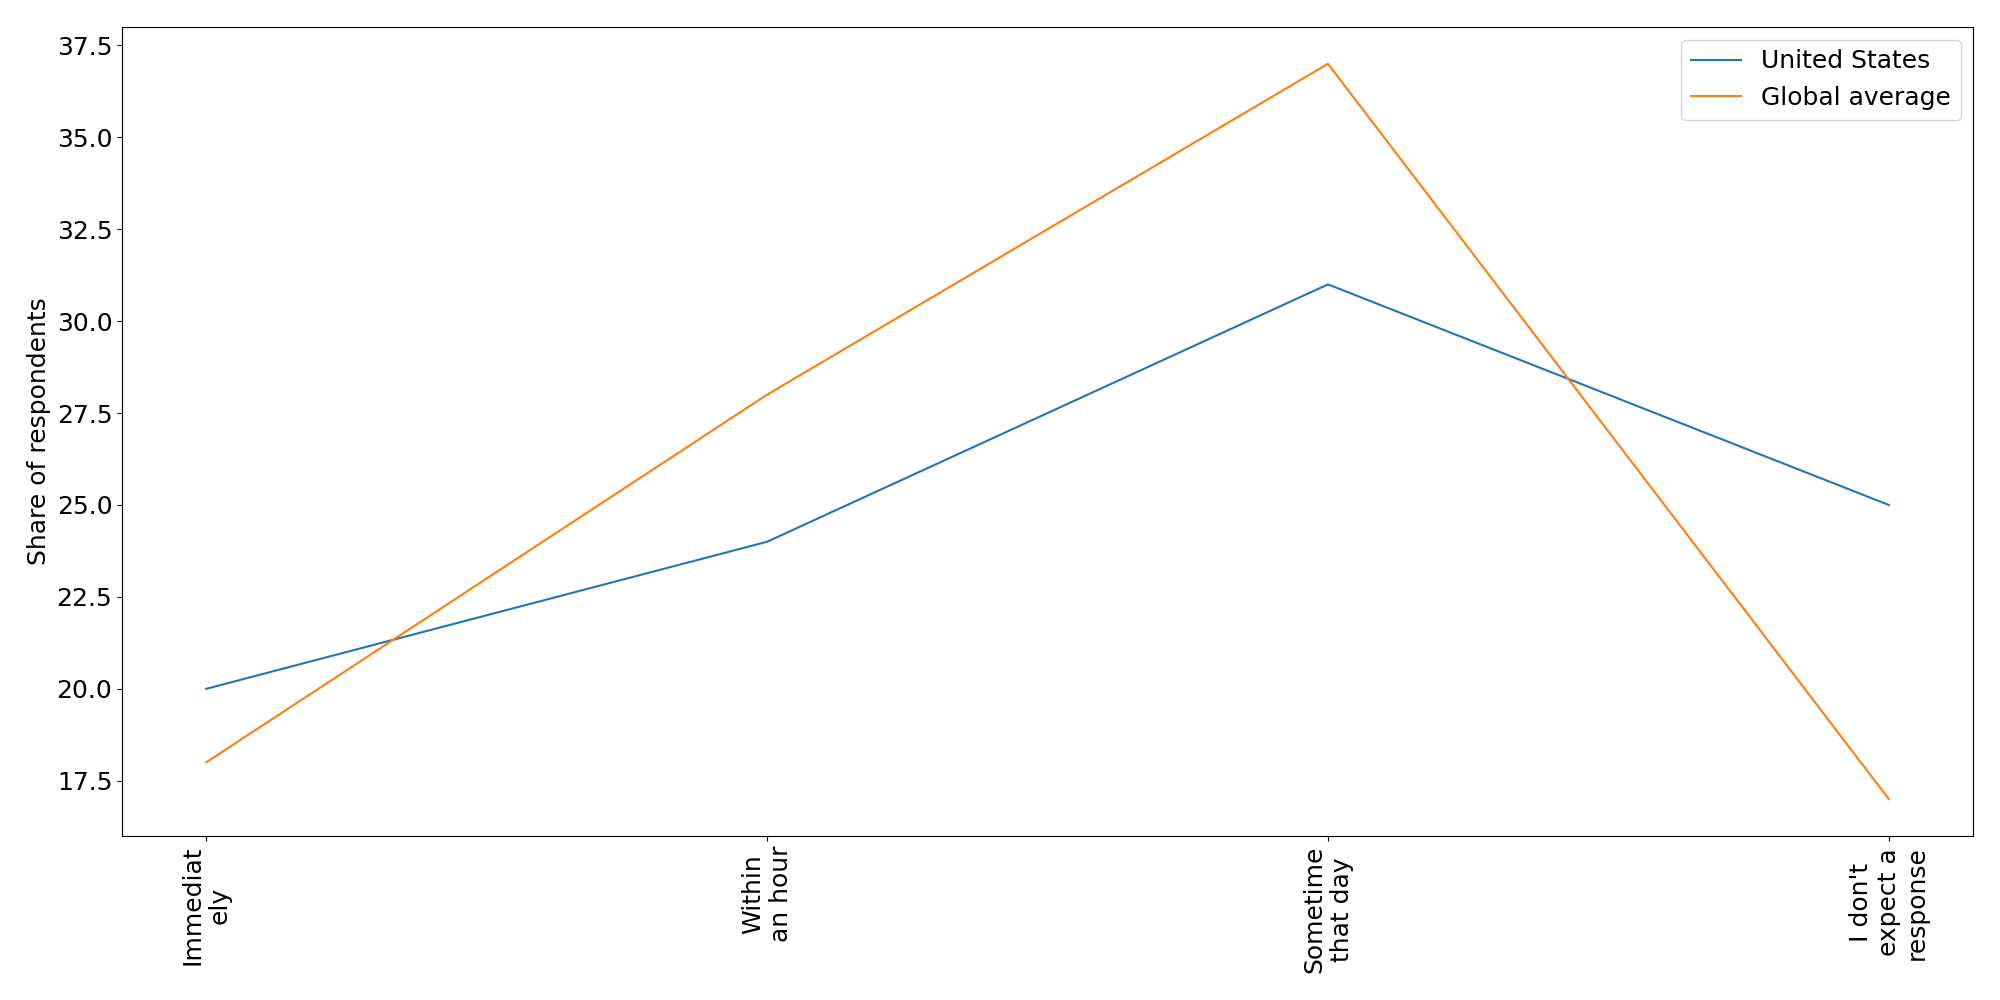 37.5
35.0
32.5
30.0
27.5
25.0
22.5
20.0
17.5
Share of respondents
United States
Global average
Immediat
ely
Within
an hour
Sometime
that day
I don't
expect a
response